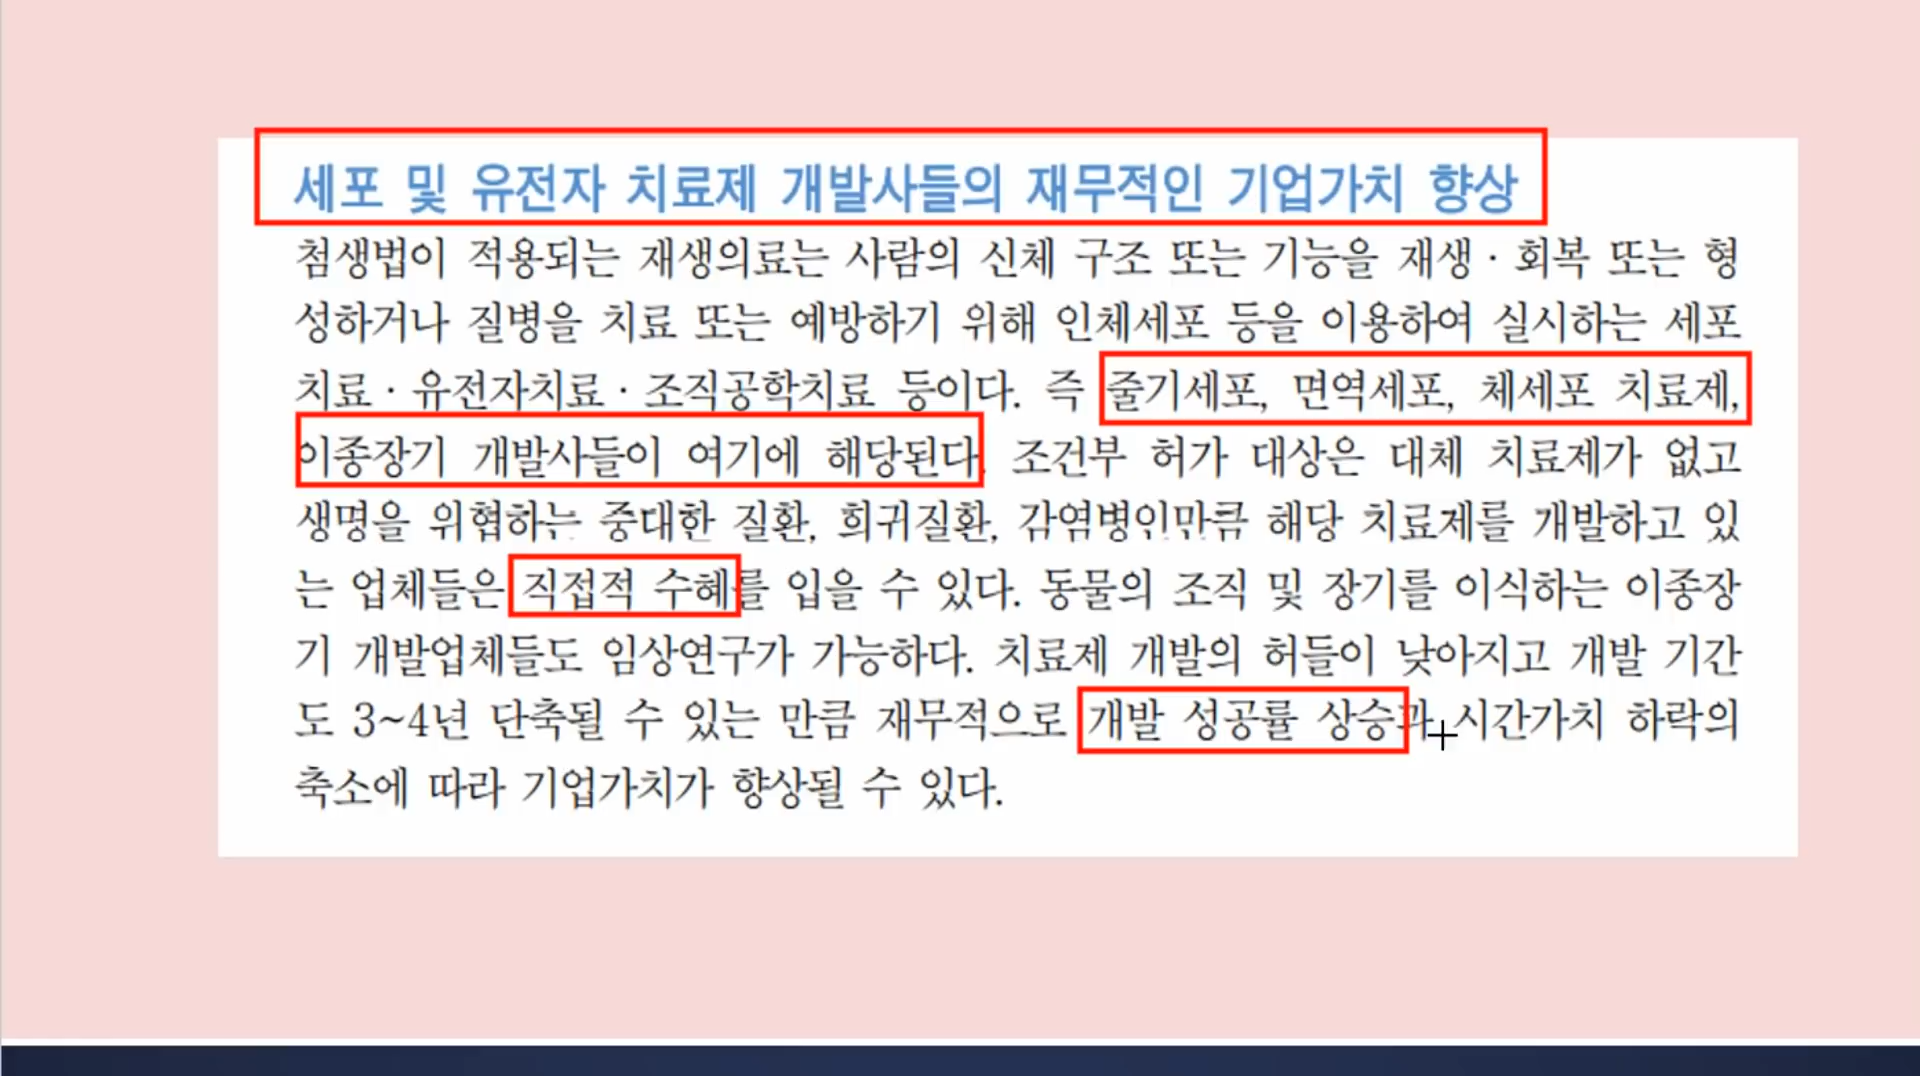 세포 및 유전자 치료제 개발사들의 재무적인 기업가치 향상
첨생법이 적용되는 재생의료는 사람의 신체 구조 또는 기능을 재생·회복 또는 형
성하거나 질병을 치료 또는 예방하기 위해 인체세포 등을 이용하여 실시하는 세포
치료·유전자치료·조직공학치료 등이다. 즉 줄기세포, 면역세포, 체세포 치료제,
이종장기 개발사들이 여기에 해당된다. 조건부 허가 대상은 대체 치료제가 없고
생명을 위협하는 중대한 질환, 희귀질환, 감염병인만큼 해당 치료제를 개발하고 있
는 업체들은 직접적 수혜를 입을 수 있다. 동물의 조직 및 장기를 이식하는 이종장
기 개발업체들도 임상연구가 가능하다. 치료제 개발의 허들이 낮아지고 개발 기간
도 3~4년 단축될 수 있는 만큼 재무적으로 개발 성공률 상승과 시간가치 하락의
축소에 따라 기업가치가 향상될 수 있다.